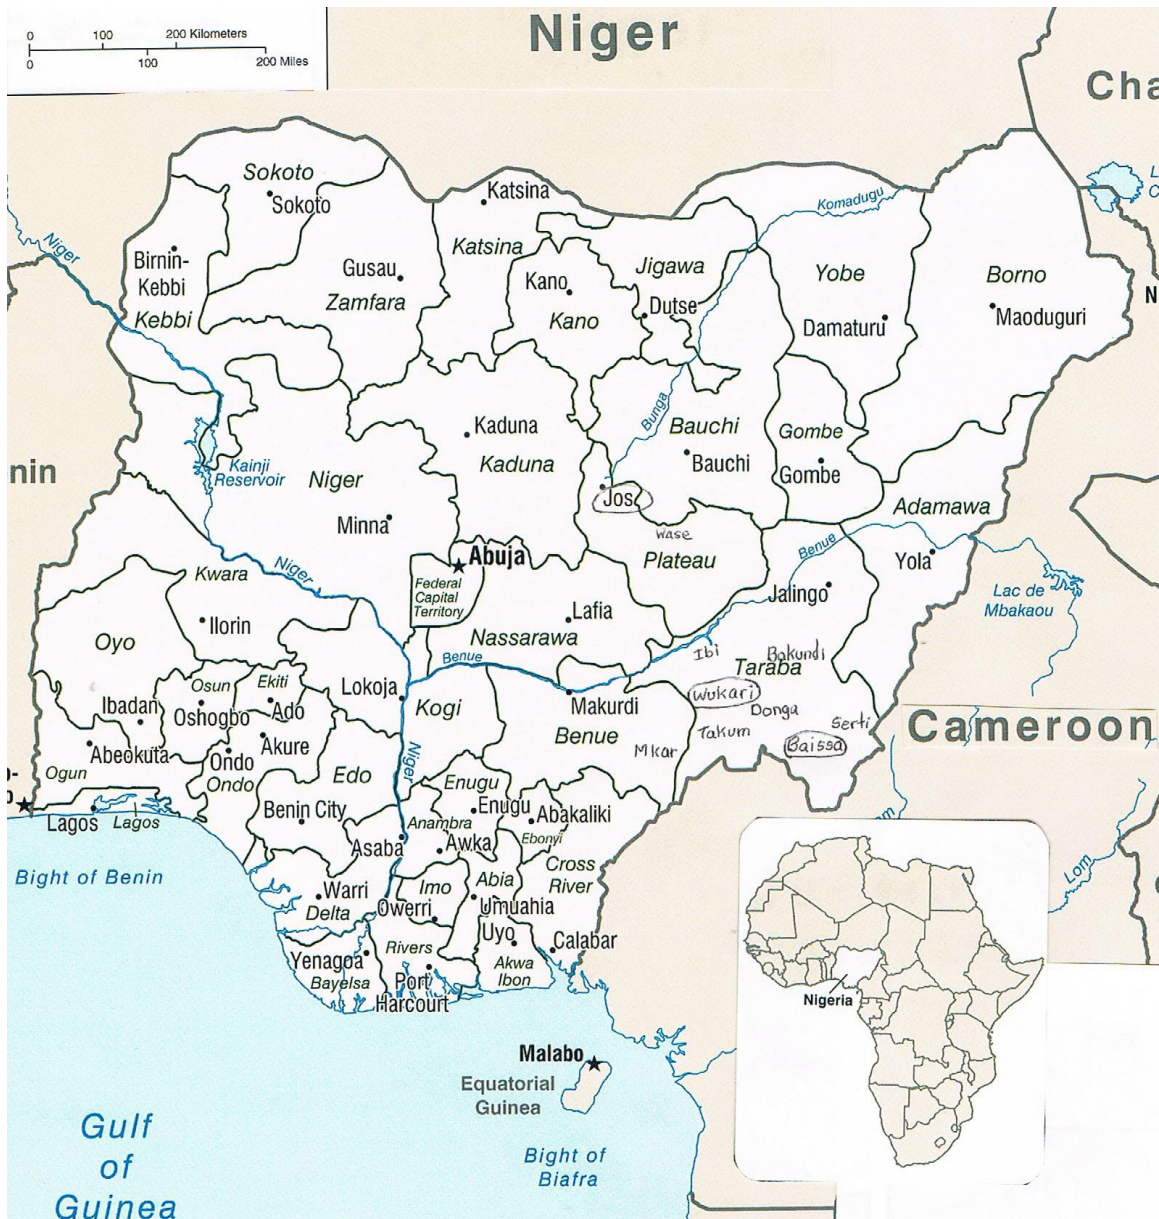 0 100 200 Kilometers
0 100 200 Miles
Niger
Cha
Sokoto
Sokoto
Katsina
Katsina
Komadugu
L
C
Niger
Birnin-
Kebbi
Kebbi
Gusau
Zamfara
Kano
Kano
Jigawa
Dutse
Yobe
Damaturu
Borno
Maoduguri
N
Bunga
Kaduna
Kaduna
Bauchi
Bauchi
Gombe
Gombe
nin
Kainji
Reservoir
Niger
Minna
Jos
Wase
Plateau
Adamawa
Benue
Yola
Abuja
Federal
Capital
Territory
Kwara
Niger
Ilorin
Oyo
Lafia
Nassarawa
Jalingo
Lac de
Mbakaou
Benue
Ibi
Bakundi
Taraba
Wukari
Donga
Serti
Takum
Baissa
Mkar
Cameroon
Osun
Ekiti
Lokoja
Kogi
Makurdi
Benue
Ibadan
Oshogbo
Ado
Abeokuta
Akure
Ondo
Ondo
Niger
Ogun
Edo
Enugu
Enugu
Benin City
Abakaliki
Lagos
Lagos
Anambra
Ebonyi
Asaba
Awka
Cross
River
Lom
Bight of Benin
Imo
Abia
Warri
Delta
Owerri
Umuahia
Uyo
Calabar
Rivers
Yenagoa
Bayelsa
Akwa
Ibon
Port
Harcourt
Nigeria
Malabo
Equatorial
Guinea
Gulf
of
Guinea
Bight of
Biafra